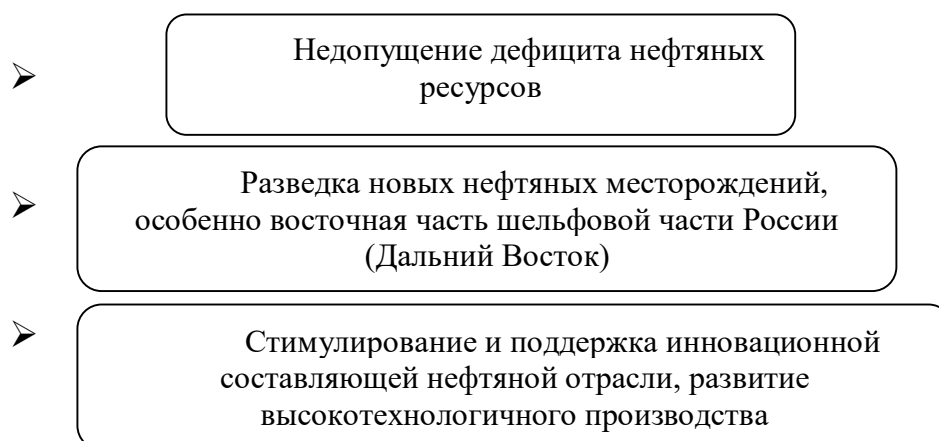 Недопущение дефицита нефтяных
ресурсов
Разведка новых нефтяных месторождений,
особенно восточная часть шельфовой части России
(Дальний Восток)
Стимулирование и поддержка инновационной
составляющей нефтяной отрасли, развитие
высокотехнологичного производства